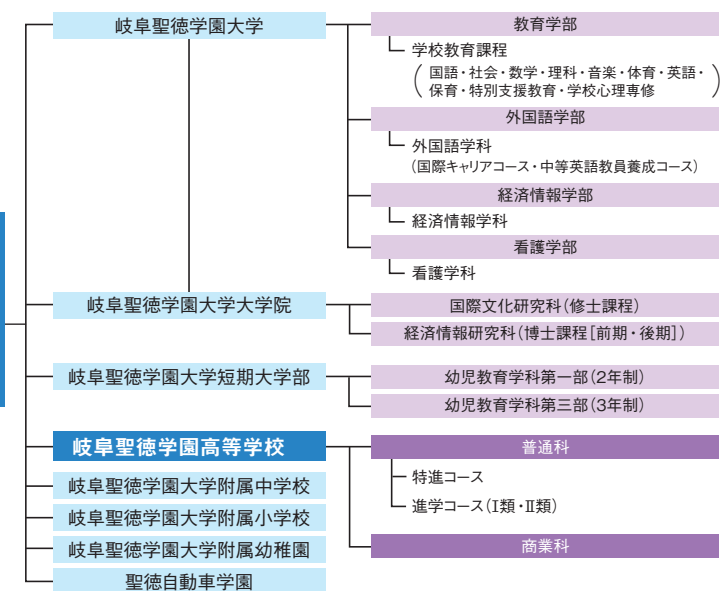 岐阜聖徳学園大学
教育学部
学校教育課程
(国語・社会・数学・理科・音楽・体育・英語・
保育・特別支援教育・学校心理専修)
外国語学部
外国語学科
(国際キャリアコース・中等英語教員養成コース)
経済情報学部
経済情報学科
看護学部
看護学科
岐阜聖徳学園大学大学院
国際文化研究科(修士課程)
経済情報研究科(博士課程[前期・後期])
岐阜聖徳学園大学短期大学部
幼児教育学科第一部(2年制)
幼児教育学科第三部(3年制)
岐阜聖徳学園高等学校
普通科
特進コース
進学コース(Ⅰ類・Ⅱ類)
商業科
岐阜聖徳学園大学附属中学校
岐阜聖徳学園大学附属小学校
岐阜聖徳学園大学附属幼稚園
聖徳自動車学園